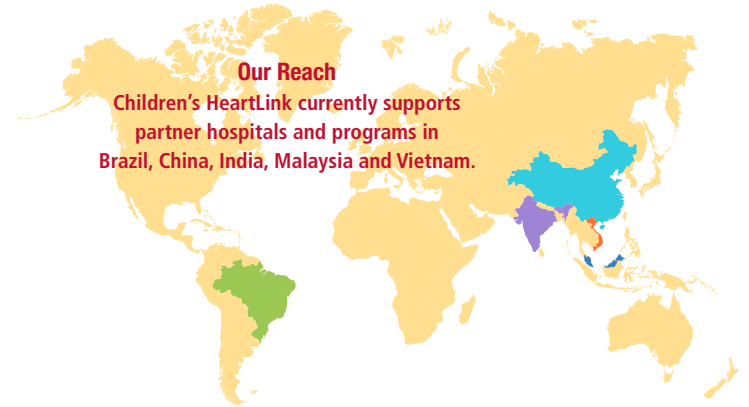 Our Reach
Children’s HeartLink currently supports
partner hospitals and programs in
Brazil, China, India, Malaysia and Vietnam.